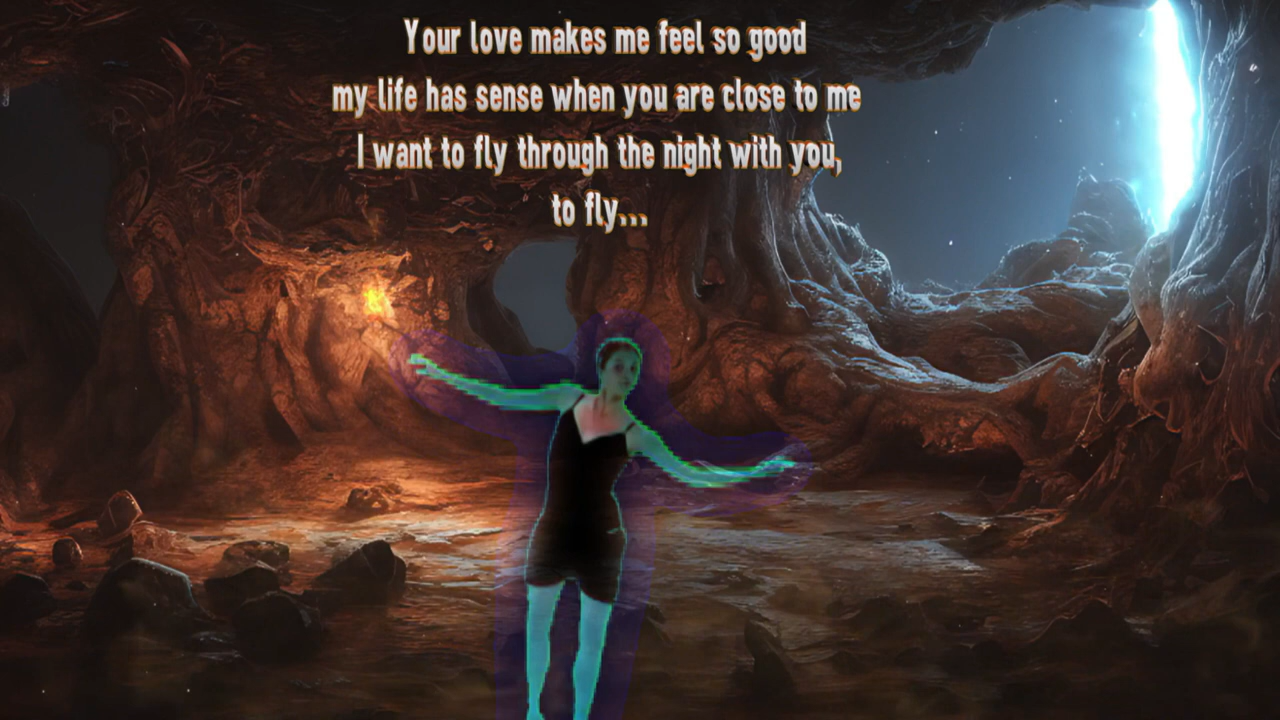 Your love makes me feel so good
my life has sense when you are close to me
I want to fly through the night with you,
to fly...